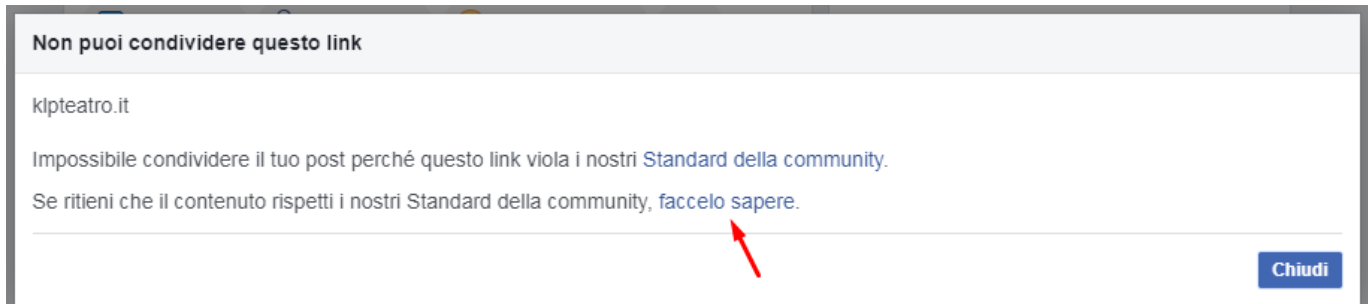 Non puoi condividere questo link
klpteatro.it
Impossibile condividere il tuo post perché questo link viola i nostri Standard della community.
Se ritieni che il contenuto rispetti i nostri Standard della community, faccelo sapere.
Chiudi